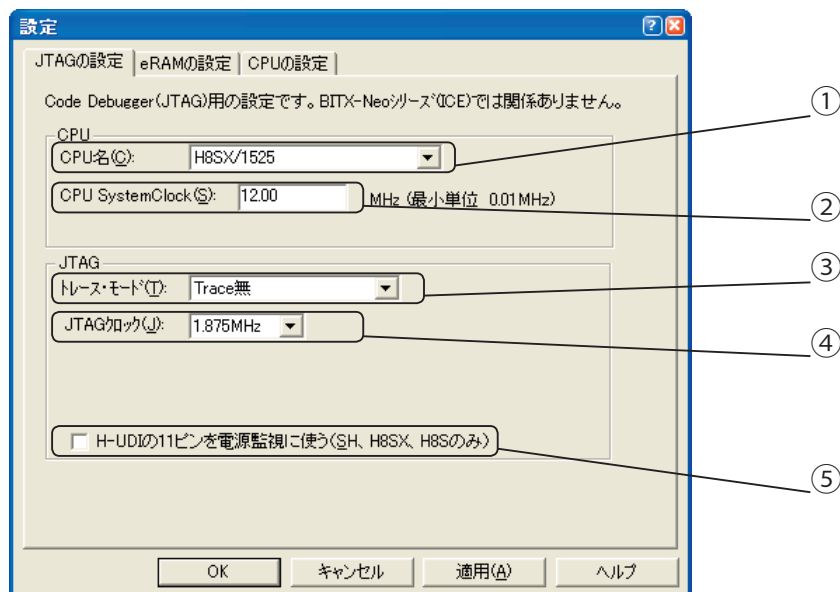 設定
JTAGの設定 eRAMの設定 CPUの設定
Code Debugger(JTAG)用の設定です。BITX-Neoシリーズ(ICE)では関係ありません。
CPU
CPU名(C): H8SX/1525
①
CPU SystemClock(S): 12.00 MHz (最小単位 0.01MHz)
②
JTAG
トレース・モード(T): Trace無
③
JTAGクロック(J): 1.875MHz
④
H-UDIの11ピンを電源監視に使う(SH、H8SX、H8Sのみ)
⑤
OK キャンセル 適用(A) ヘルプ